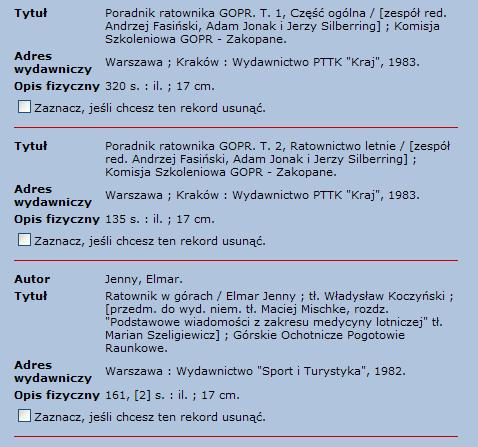 Tytuł Poradnik ratownika GOPR. T. 1, Część ogólna / [zespół red.
Andrzej Fasiński, Adam Jonak i Jerzy Silberring] ; Komisja
Szkoleniowa GOPR - Zakopane.
Adres wydawniczy Warszawa ; Kraków : Wydawnictwo PTTK "Kraj", 1983.
Opis fizyczny 320 s. : il. ; 17 cm.
Zaznacz, jeśli chcesz ten rekord usunąć.
Tytuł Poradnik ratownika GOPR. T. 2, Ratownictwo letnie / [zespół
red. Andrzej Fasiński, Adam Jonak i Jerzy Silberring] ;
Komisja Szkoleniowa GOPR - Zakopane.
Adres wydawniczy Warszawa ; Kraków : Wydawnictwo PTTK "Kraj", 1983.
Opis fizyczny 135 s. : il. ; 17 cm.
Zaznacz, jeśli chcesz ten rekord usunąć.
Autor Jenny, Elmar.
Tytuł Ratownik w górach / Elmar Jenny ; tł. Władysław Koczyński ;
[przedm. do wyd. niem. tł. Maciej Mischke, rozdz.
"Podstawowe wiadomości z zakresu medycyny lotniczej" tł.
Marian Szeligiewicz] ; Górskie Ochotnicze Pogotowie
Raunkowe.
Adres wydawniczy Warszawa : Wydawnictwo "Sport i Turystyka", 1982.
Opis fizyczny 161, [2] s. : il. ; 17 cm.
Zaznacz, jeśli chcesz ten rekord usunąć.